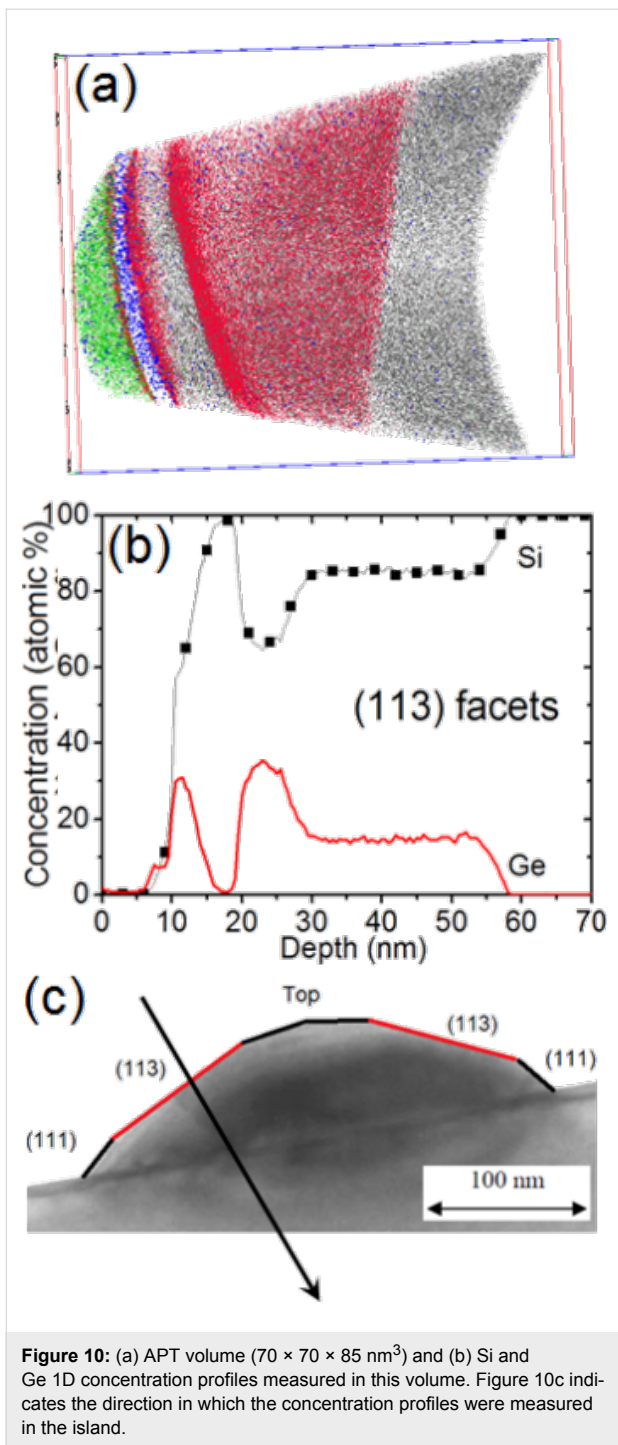 (a)
(b)
Concentration (atomic %)
100
80
60
40
20
0
Si
(113) facets
Ge
0 10 20 30 40 50 60 70
Depth (nm)
(c)
Top
(113)
(113)
(111)
(111)
100 nm
Figure 10: (a) APT volume (70 × 70 × 85 nm³) and (b) Si and
Ge 1D concentration profiles measured in this volume. Figure 10c indi-
cates the direction in which the concentration profiles were measured
in the island.